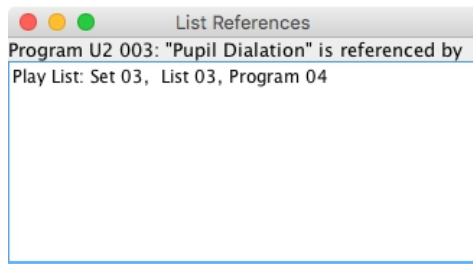 List References
Program U2 003: "Pupil Dialation" is referenced by
Play List: Set 03, List 03, Program 04